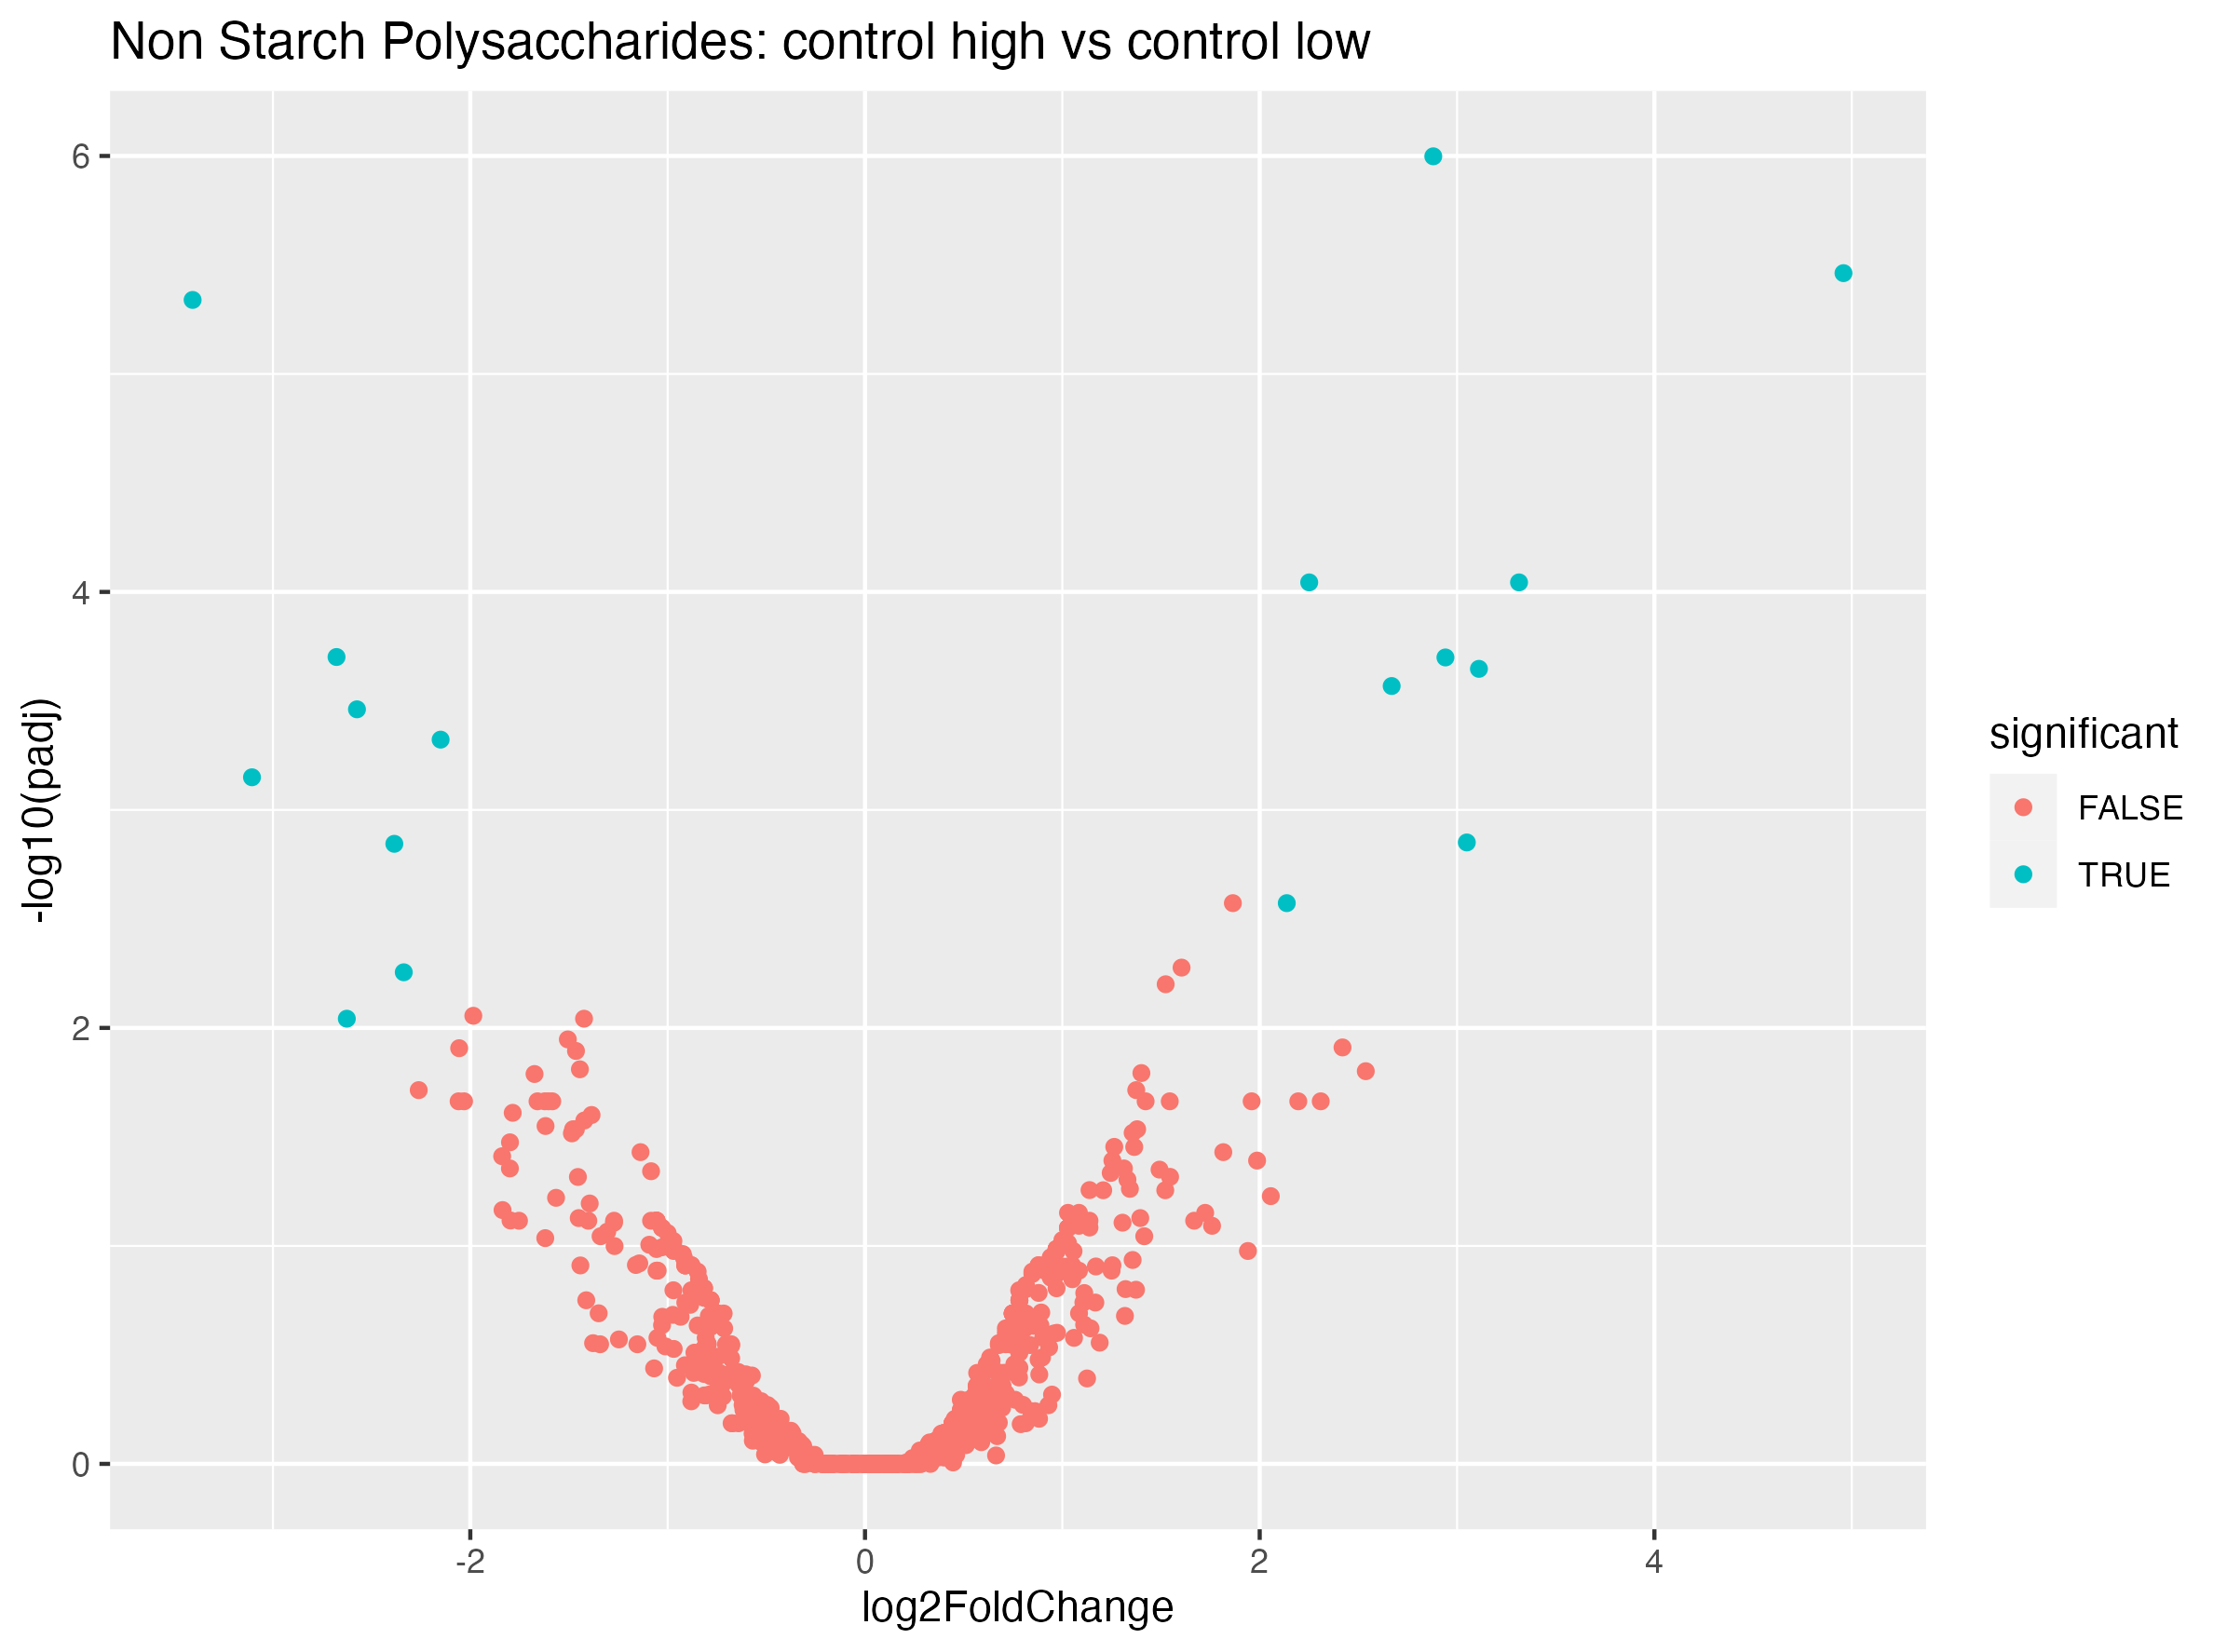 Non Starch Polysaccharides: control high vs control low
6
4
2
0
-log10(padj)
-2
0
2
4
log2FoldChange
significant
FALSE
TRUE